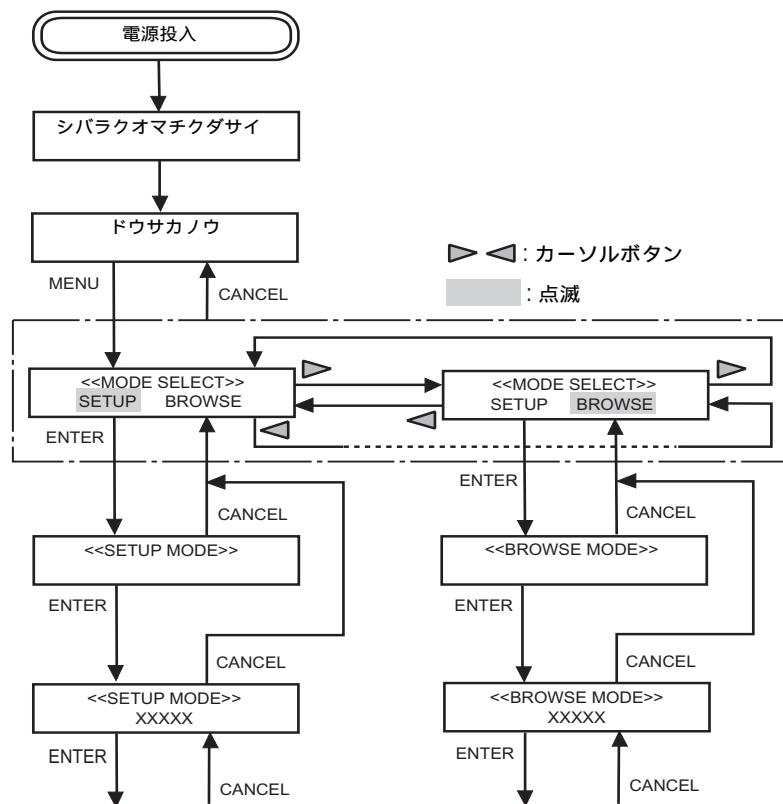 電源投入
シバラクオマチクダサイ
ドウサカノウ
: カーソルボタン
: 点滅
MENU
CANCEL
<<MODE SELECT>>
SETUP BROWSE
<<MODE SELECT>>
SETUP BROWSE
ENTER
ENTER
CANCEL
CANCEL
<<SETUP MODE>>
<<BROWSE MODE>>
ENTER
ENTER
CANCEL
CANCEL
<<SETUP MODE>>
XXXXX
<<BROWSE MODE>>
XXXXX
ENTER
ENTER
CANCEL
CANCEL